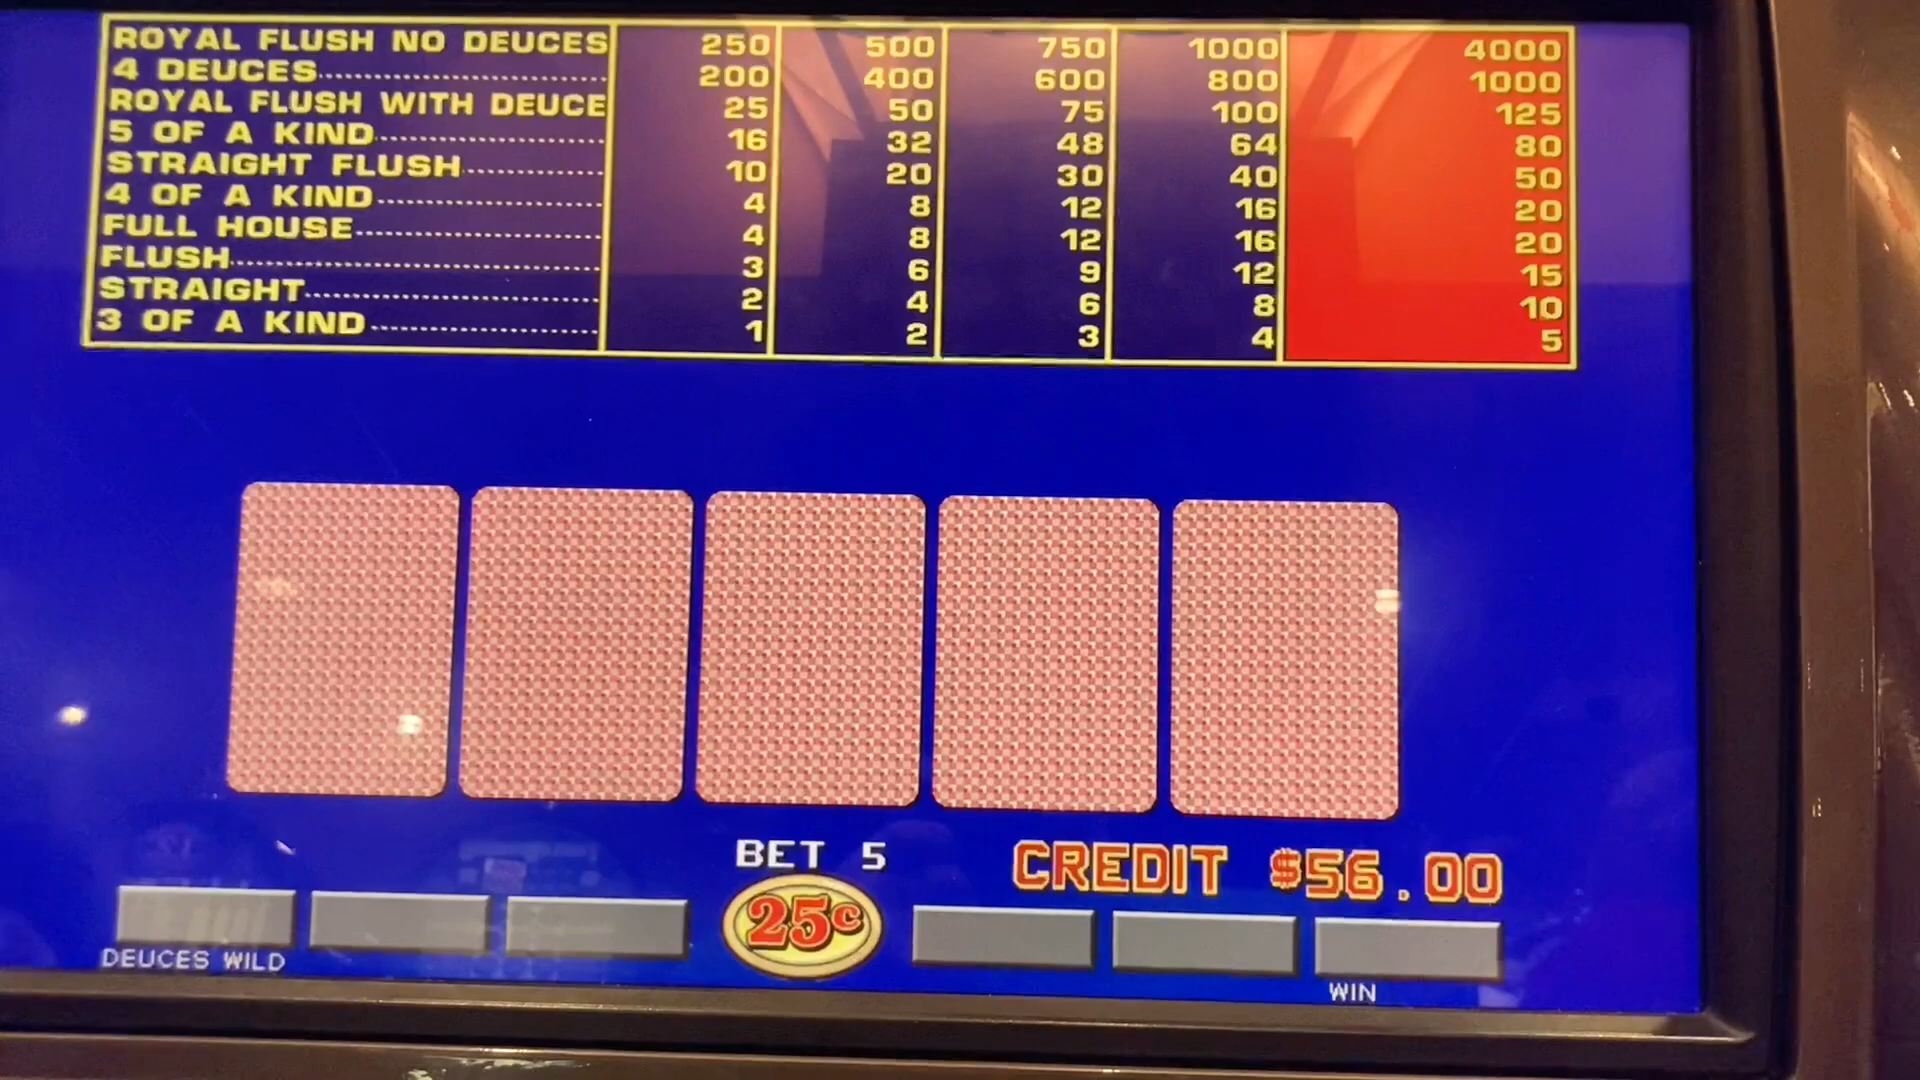 ROYAL FLUSH NO DEUCES 250 500 750 1000 4000
4 DEUCES 200 400 600 800 1000
ROYAL FLUSH WITH DEUCE 25 50 75 100 125
5 OF A KIND 16 32 48 64 80
STRAIGHT FLUSH 10 20 30 40 50
4 OF A KIND 4 8 12 16 20
FULL HOUSE 4 8 12 16 20
FLUSH 3 6 9 12 15
STRAIGHT 2 4 6 8 10
3 OF A KIND 1 2 3 4 5
BET 5
CREDIT $56.00
25¢
DEUCES WILD
WIN